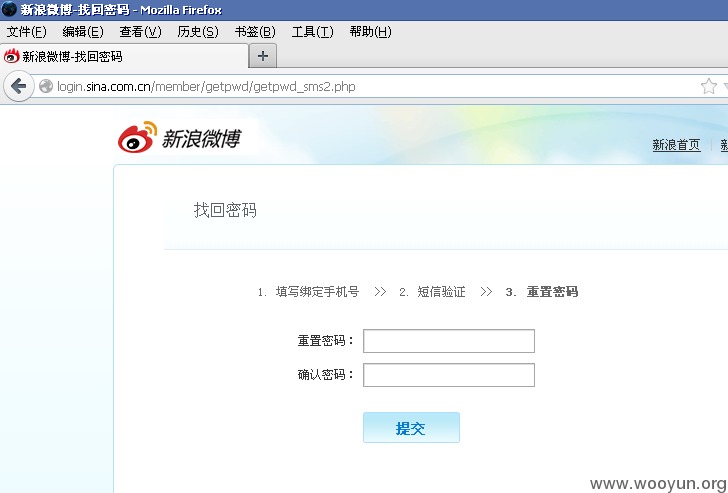 新浪微博-找回密码 - Mozilla Firefox
文件(F) 编辑(E) 查看(V) 历史(S) 书签(B) 工具(T) 帮助(H)
新浪微博-找回密码
login.sina.com.cn/member/getpwd/getpwd_sms2.php
新浪微博
新浪首页
找回密码
1. 填写绑定手机号 >> 2. 短信验证 >> 3. 重置密码
重置密码：
确认密码：
提交
www.wooyun.org